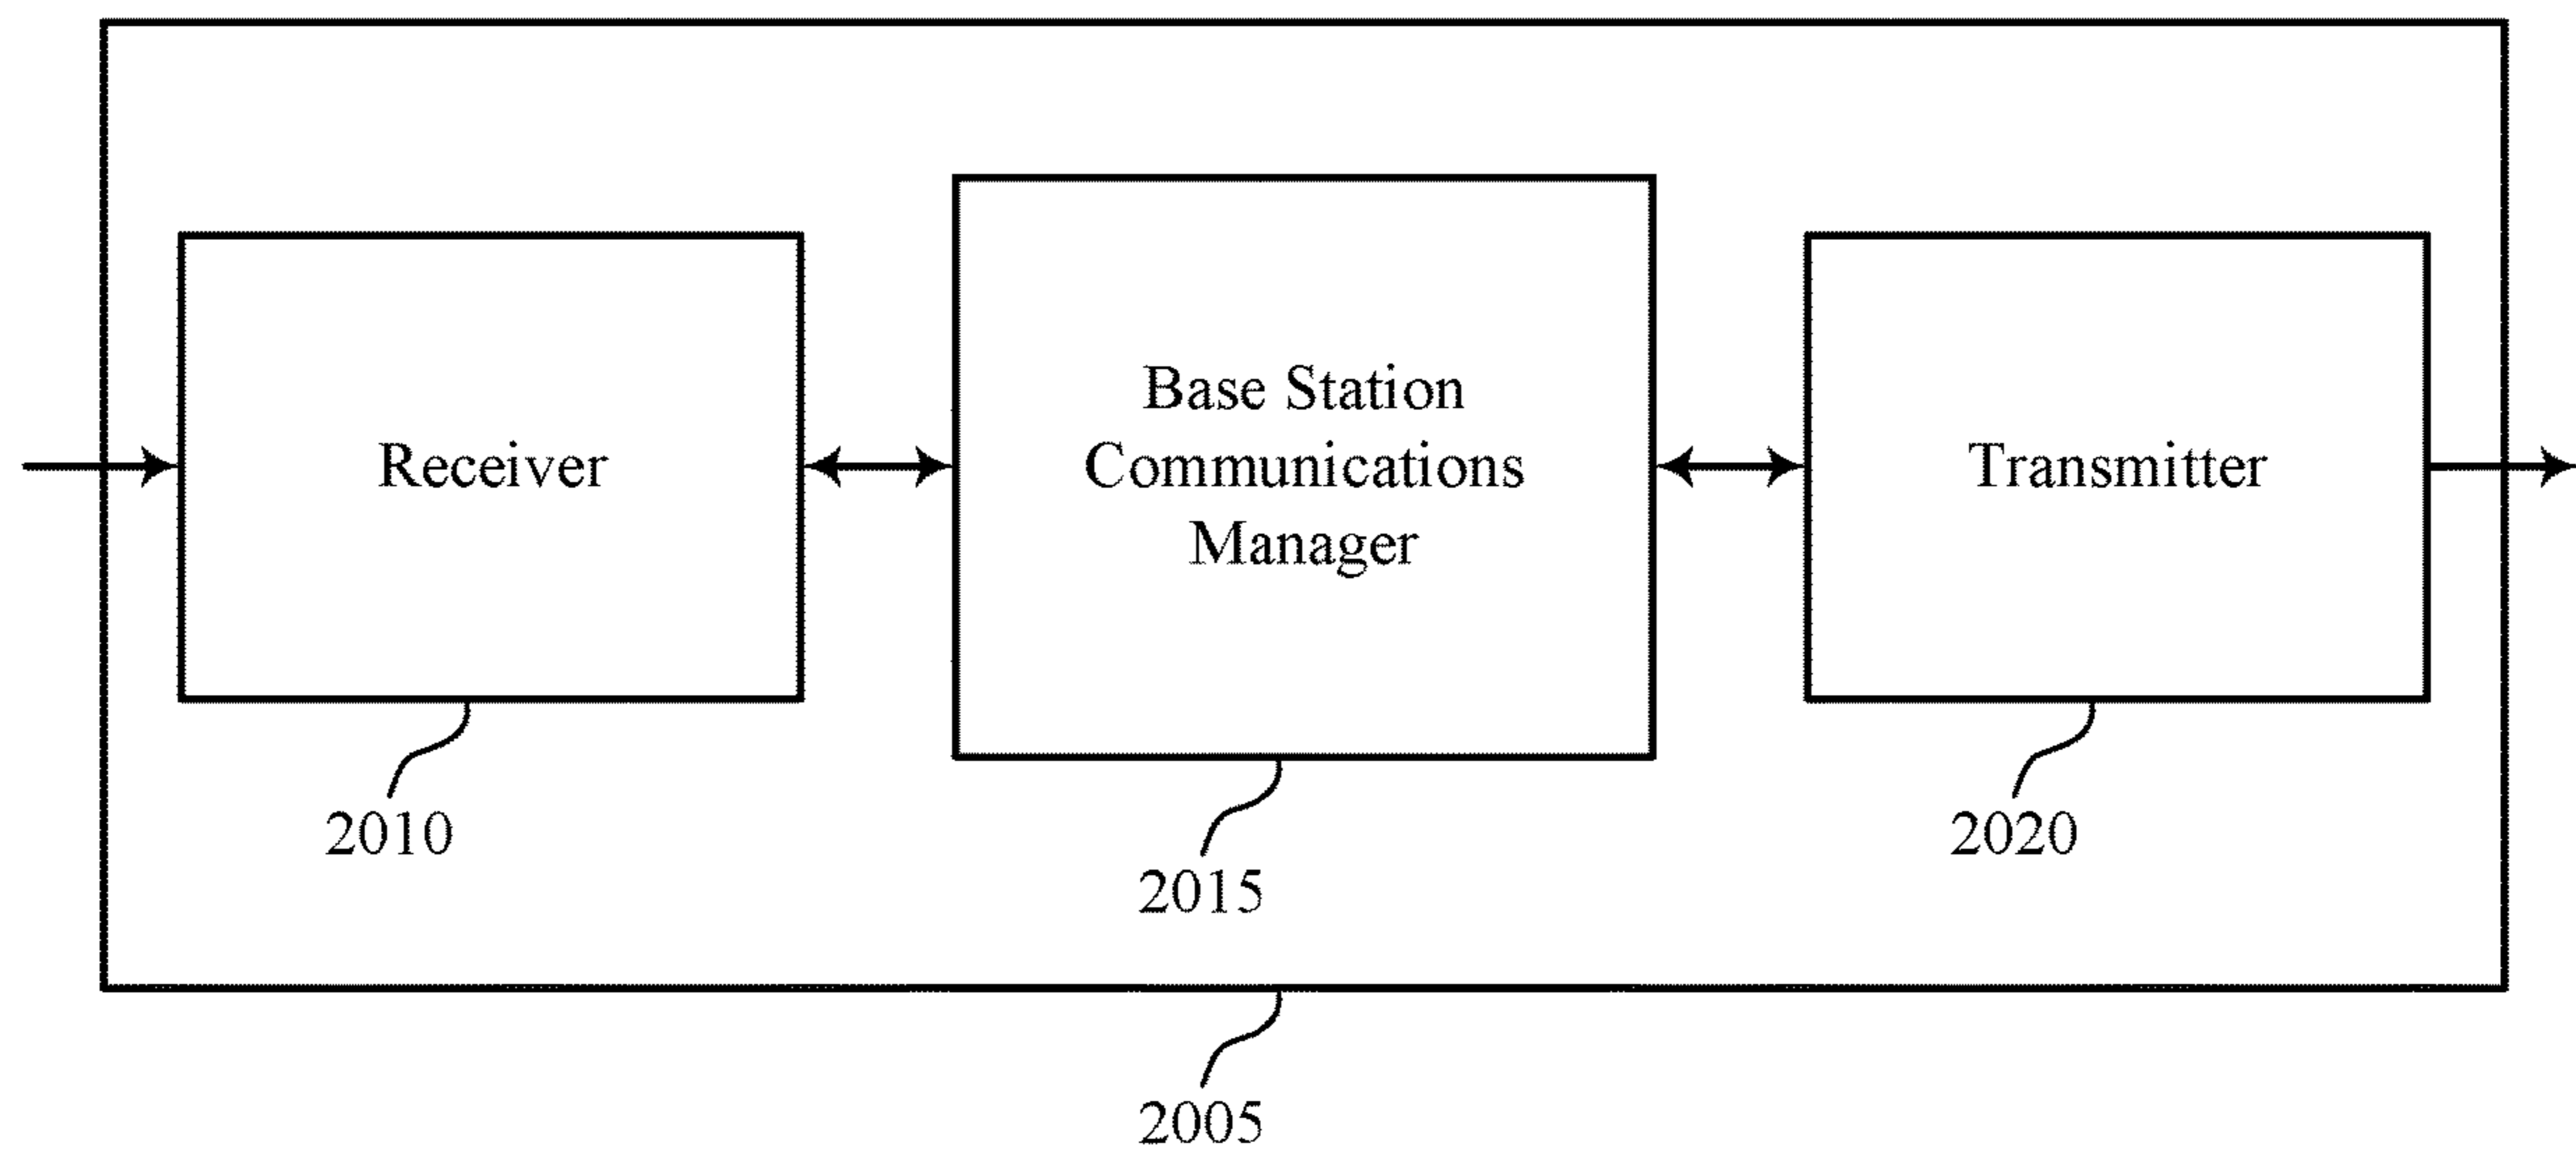 Receiver
Base Station
Communications
Manager
Transmitter
2010
2015
2020
2005